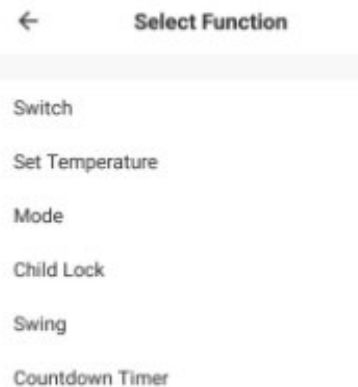 Select Function
Switch
Set Temperature
Mode
Child Lock
Swing
Countdown Timer